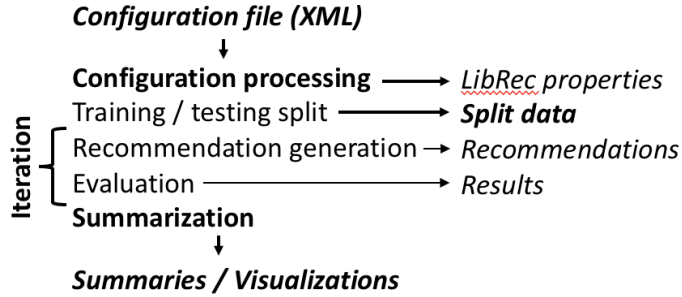 Configuration file (XML)
Configuration processing LibRec properties
Training / testing split Split data
Recommendation generation Recommendations
Evaluation Results
Iteration
Summarization
Summaries / Visualizations